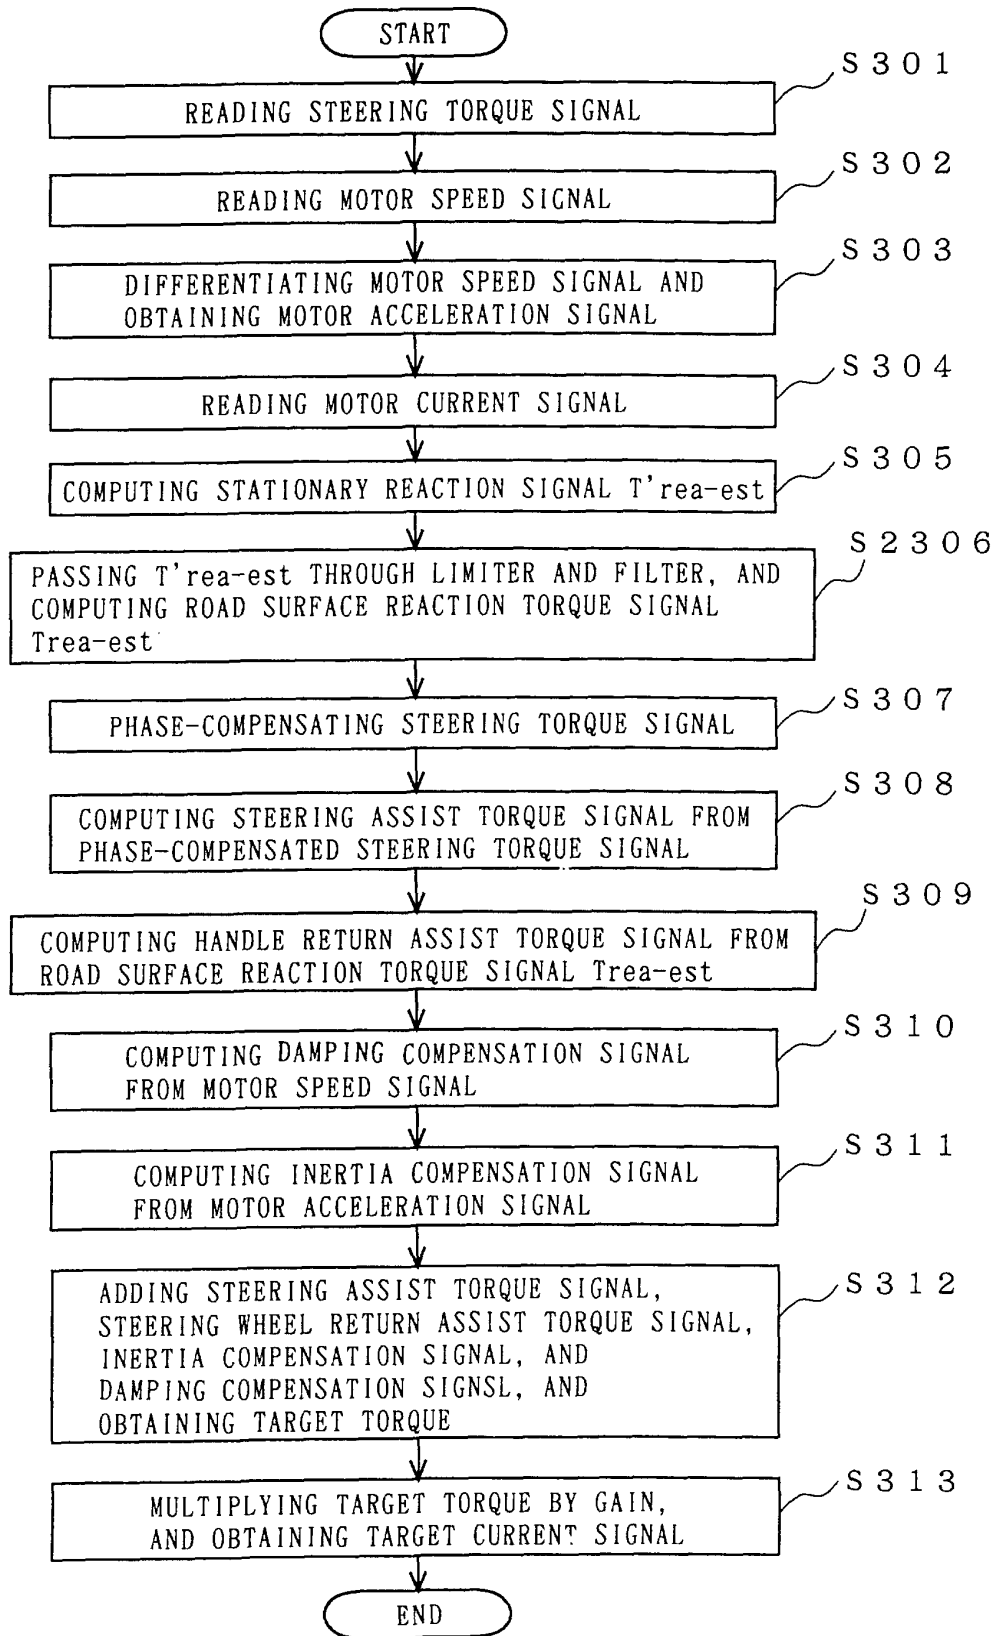 START
S301
READING STEERING TORQUE SIGNAL
S302
READING MOTOR SPEED SIGNAL
S303
DIFFERENTIATING MOTOR SPEED SIGNAL AND
OBTAINING MOTOR ACCELERATION SIGNAL
S304
READING MOTOR CURRENT SIGNAL
S305
COMPUTING STATIONARY REACTION SIGNAL T'rea-est
S2306
PASSING T'rea-est THROUGH LIMITER AND FILTER, AND
COMPUTING ROAD SURFACE REACTION TORQUE SIGNAL
Trea-est
S307
PHASE-COMPENSATING STEERING TORQUE SIGNAL
S308
COMPUTING STEERING ASSIST TORQUE SIGNAL FROM
PHASE-COMPENSATED STEERING TORQUE SIGNAL
S309
COMPUTING HANDLE RETURN ASSIST TORQUE SIGNAL FROM
ROAD SURFACE REACTION TORQUE SIGNAL Trea-est
S310
COMPUTING DAMPING COMPENSATION SIGNAL
FROM MOTOR SPEED SIGNAL
S311
COMPUTING INERTIA COMPENSATION SIGNAL
FROM MOTOR ACCELERATION SIGNAL
S312
ADDING STEERING ASSIST TORQUE SIGNAL,
STEERING WHEEL RETURN ASSIST TORQUE SIGNAL,
INERTIA COMPENSATION SIGNAL, AND
DAMPING COMPENSATION SIGNSL, AND
OBTAINING TARGET TORQUE
S313
MULTIPLYING TARGET TORQUE BY GAIN,
AND OBTAINING TARGET CURRENT SIGNAL
END